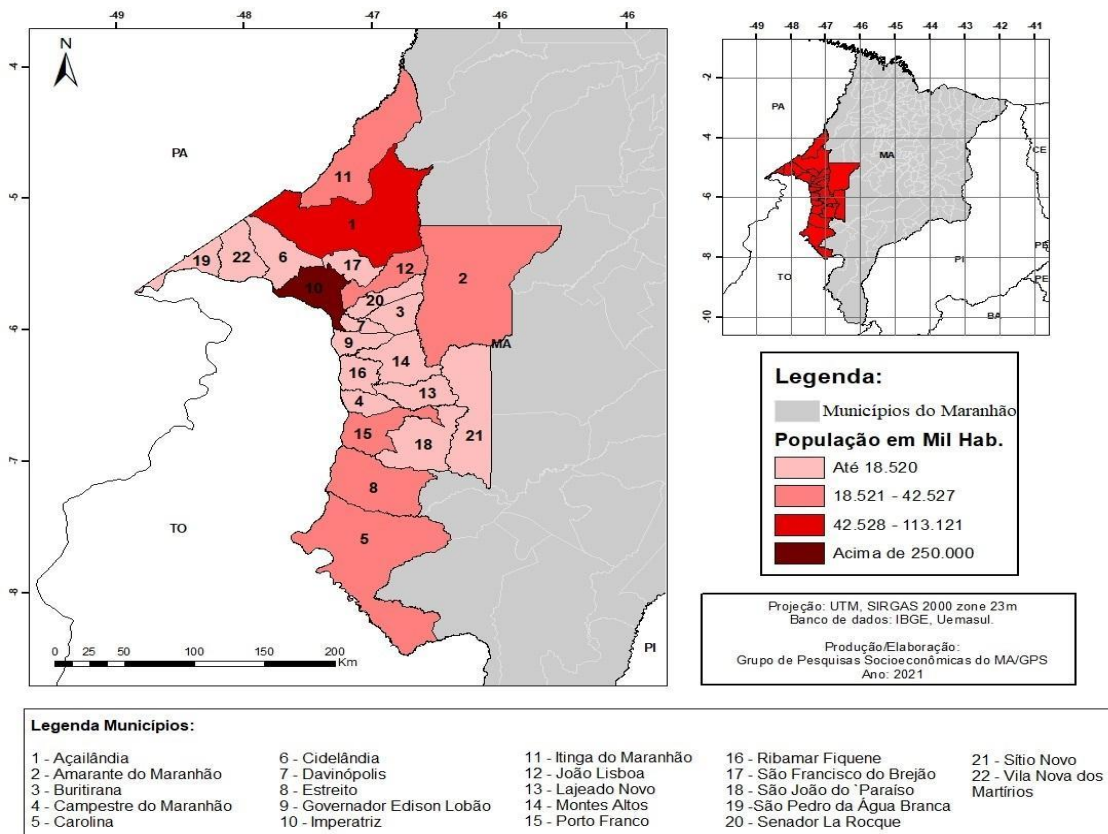 -49 -48 -47 -47 -46 -46
N
-4
PA
11
-5
1
19 22 6 17 12 2
10 20
3
7
-6
9
MA
14
16
13
4
15 18 21
-7
8
TO
5
-8
PI
0 25 50 100 150 200
Km
-49 -48 -47 -46 -45 -44 -43 -42 -41
-2
PA
-4
CE
MA
-6
PE
PI
-8
TO
PE
BA
-10
Legenda:
Municípios do Maranhão
População em Mil Hab.
Até 18.520
18.521 - 42.527
42.528 - 113.121
Acima de 250.000
Projeção: UTM, SIRGAS 2000 zone 23m
Banco de dados: IBGE, Uemasul.
Produção/Elaboração:
Grupo de Pesquisas Socioeconômicas do MA/GPS
Ano: 2021
Legenda Municípios:
1 - Açailândia
2 - Amarante do Maranhão
3 - Buritirana
4 - Campestre do Maranhão
5 - Carolina
6 - Cidelândia
7 - Davinópolis
8 - Estreito
9 - Governador Edison Lobão
10 - Imperatriz
11 - Itinga do Maranhão
12 - João Lisboa
13 - Lajeado Novo
14 - Montes Altos
15 - Porto Franco
16 - Ribamar Fiquene
17 - São Francisco do Brejão
18 - São João do `Paraíso
19 -São Pedro da Água Branca
20 - Senador La Rocque
21 - Sítio Novo
22 - Vila Nova dos
Martírios